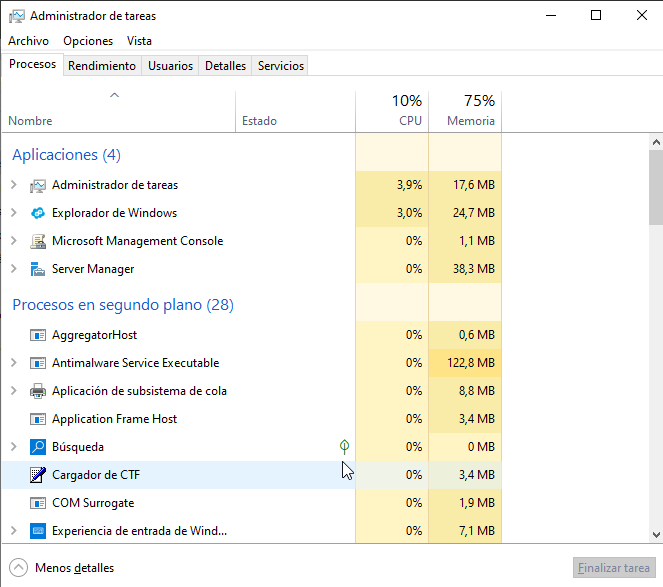 Administrador de tareas
Archivo Opciones Vista
Procesos Rendimiento Usuarios Detalles Servicios
10% 75%
Nombre Estado CPU Memoria
Aplicaciones (4)
Administrador de tareas 3,9% 17,6 MB
Explorador de Windows 3,0% 24,7 MB
Microsoft Management Console 0% 1,1 MB
Server Manager 0% 38,3 MB
Procesos en segundo plano (28)
AggregatorHost 0% 0,6 MB
Antimalware Service Executable 0% 122,8 MB
Aplicación de subsistema de cola 0% 8,8 MB
Application Frame Host 0% 3,4 MB
Búsqueda 0% 0 MB
Cargador de CTF 0% 3,4 MB
COM Surrogate 0% 1,9 MB
Experiencia de entrada de Wind... 0% 7,1 MB
Menos detalles Finalizar tarea